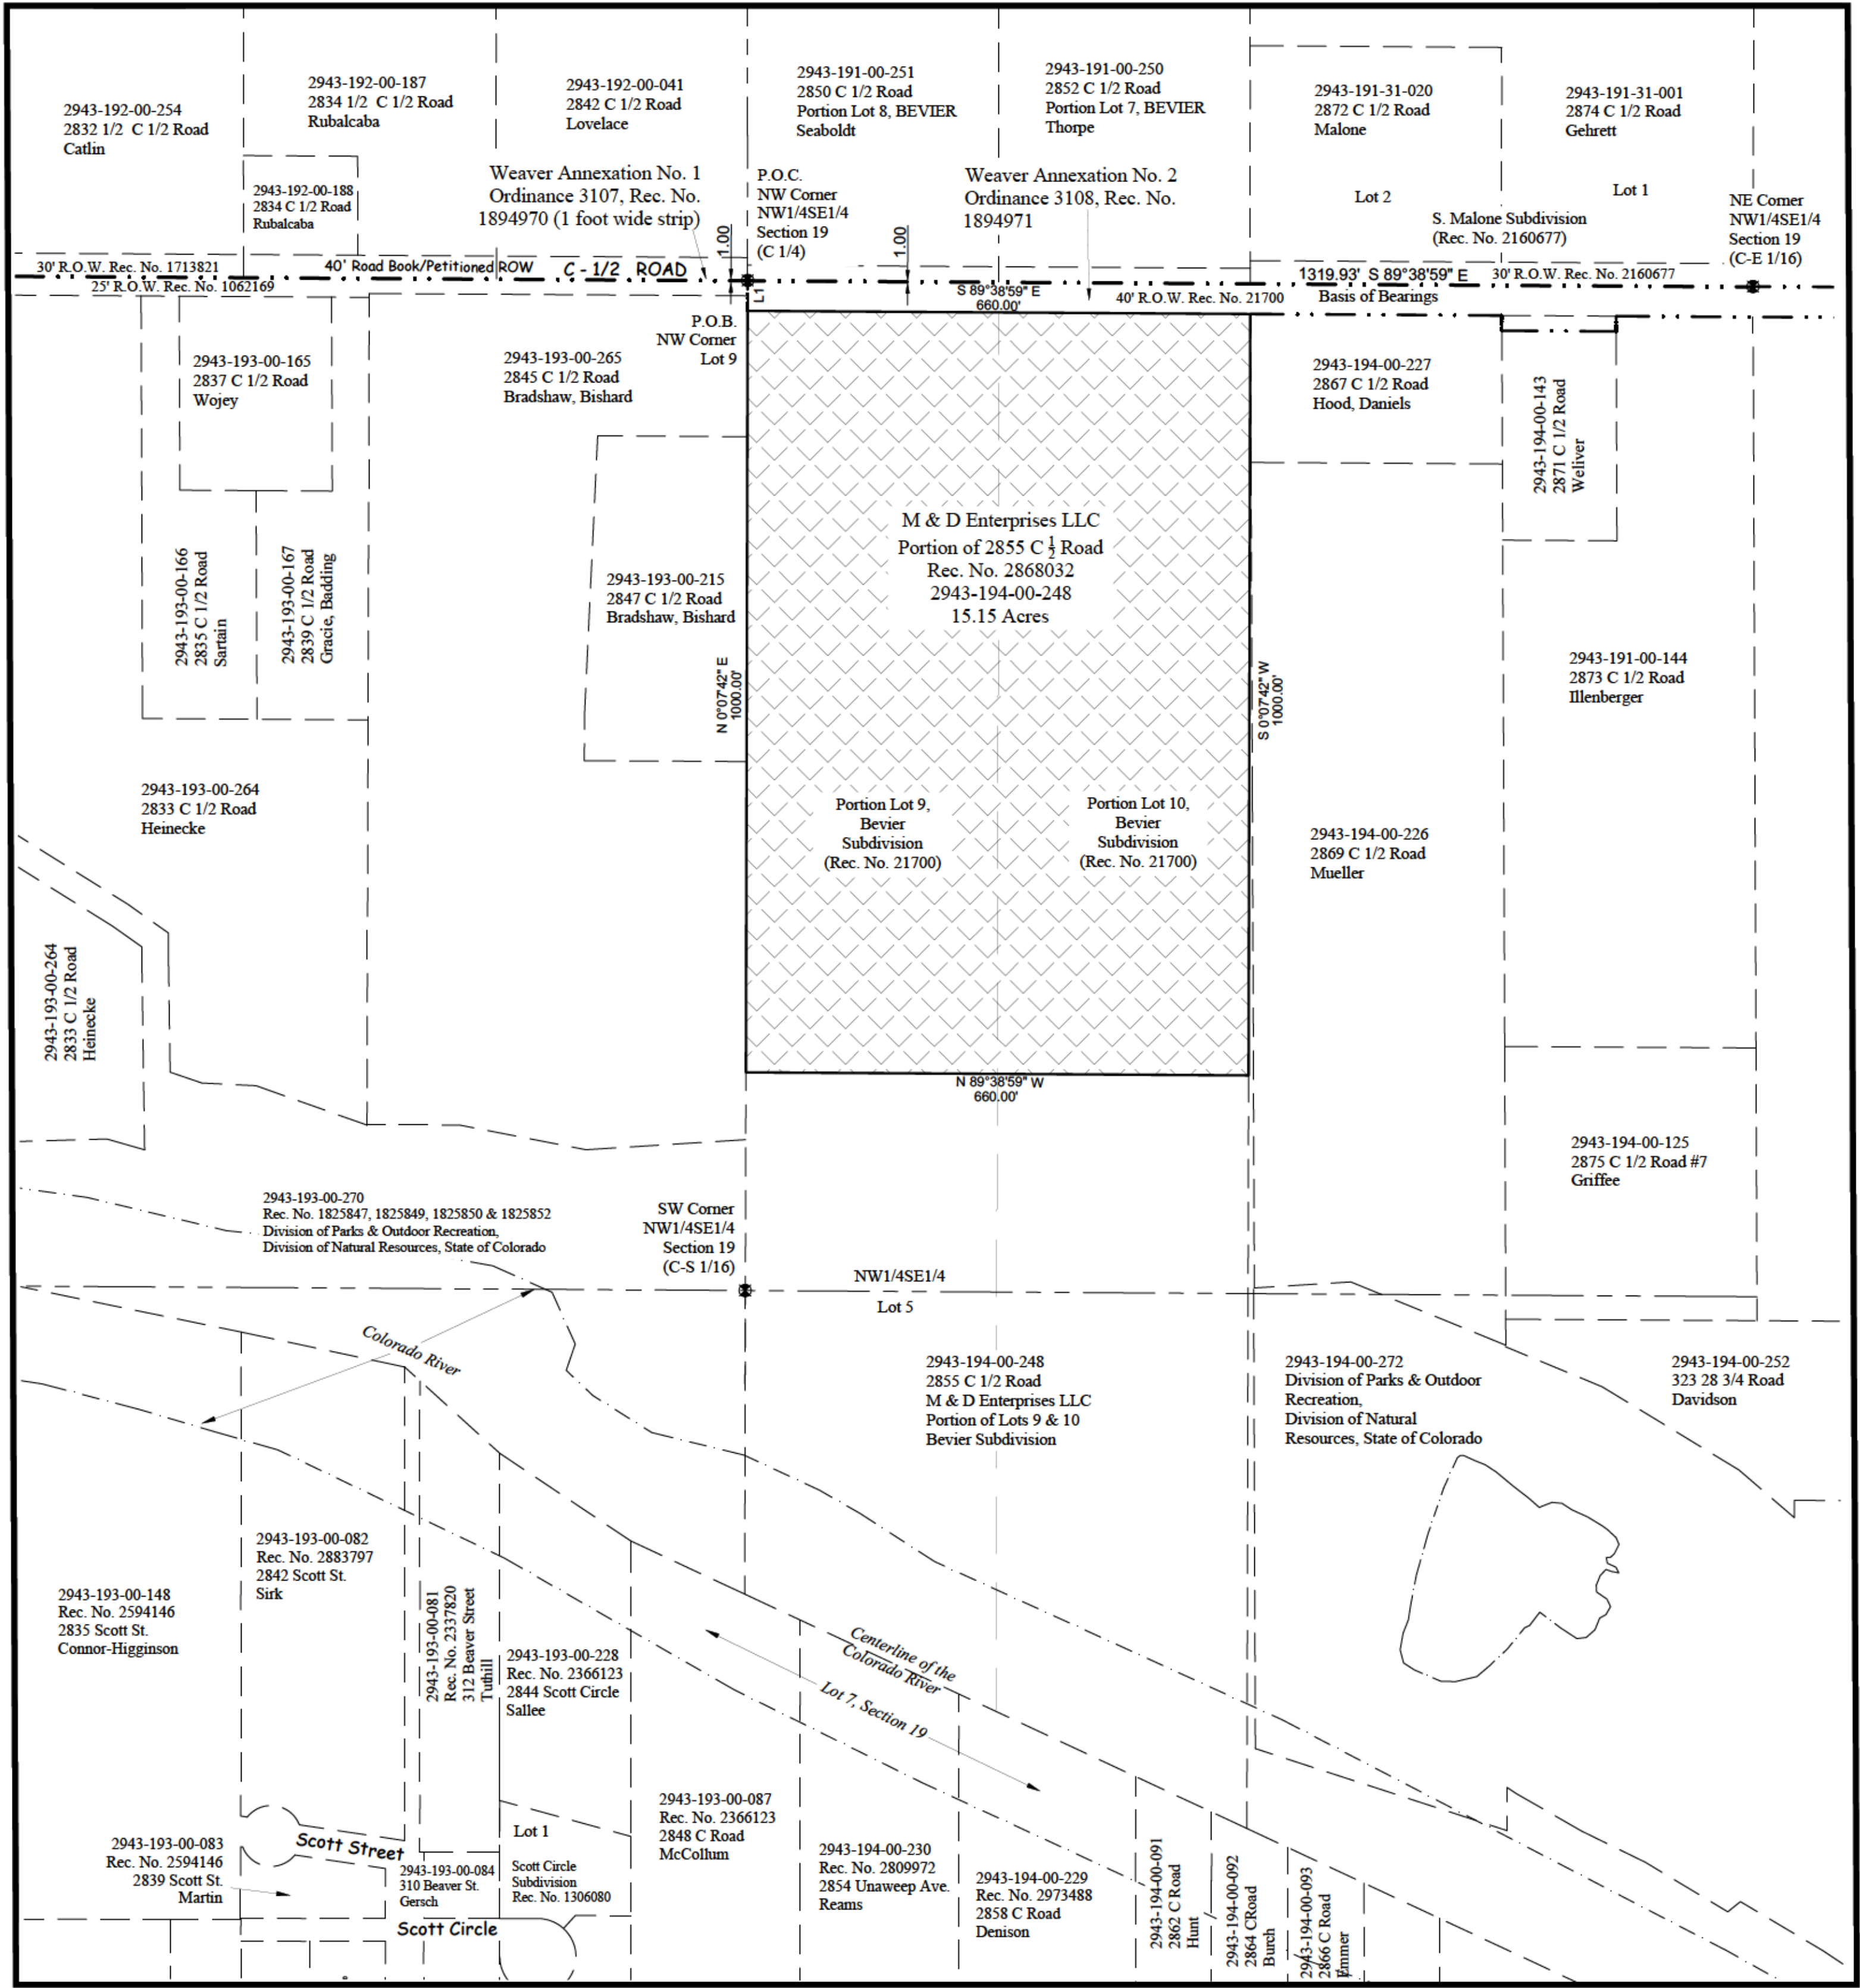 2943-192-00-254
2832 1/2 C 1/2 Road
Catlin
2943-192-00-187
2834 1/2 C 1/2 Road
Rubalcaba
2943-192-00-041
2842 C 1/2 Road
Lovelace
2943-191-00-251
2850 C 1/2 Road
Portion Lot 8, BEVIER
Seaboldt
2943-191-00-250
2852 C 1/2 Road
Portion Lot 7, BEVIER
Thorpe
2943-191-31-020
2872 C 1/2 Road
Malone
2943-191-31-001
2874 C 1/2 Road
Gehrett
2943-192-00-188
2834 C 1/2 Road
Rubalcaba
Weaver Annexation No. 1
Ordinance 3107, Rec. No.
1894970 (1 foot wide strip)
P.O.C.
NW Corner
NW1/4SE1/4
Section 19
(C 1/4)
Weaver Annexation No. 2
Ordinance 3108, Rec. No.
1894971
Lot 2
Lot 1
S. Malone Subdivision
(Rec. No. 2160677)
NE Corner
NW1/4SE1/4
Section 19
(C-E 1/16)
1.00
1.00
30' R.O.W. Rec. No. 1713821
40' Road Book/Petitioned ROW
C - 1/2 ROAD
1319.93' S 89°38'59" E
30' R.O.W. Rec. No. 2160677
25' R.O.W. Rec. No. 1062169
L1
S 89°38'59" E
660.00'
40' R.O.W. Rec. No. 21700
Basis of Bearings
P.O.B.
NW Corner
Lot 9
2943-193-00-165
2837 C 1/2 Road
Wojey
2943-193-00-265
2845 C 1/2 Road
Bradshaw, Bishard
2943-194-00-227
2867 C 1/2 Road
Hood, Daniels
2943-194-00-143
2871 C 1/2 Road
Weliver
M & D Enterprises LLC
Portion of 2855 C 1/2 Road
Rec. No. 2868032
2943-194-00-248
15.15 Acres
2943-193-00-166
2835 C 1/2 Road
Sartain
2943-193-00-167
2839 C 1/2 Road
Gracie, Badding
2943-193-00-215
2847 C 1/2 Road
Bradshaw, Bishard
N 0°07'42" E
1000.00'
S 0°07'42" W
1000.00'
2943-191-00-144
2873 C 1/2 Road
Illenberger
2943-193-00-264
2833 C 1/2 Road
Heinecke
Portion Lot 9,
Bevier
Subdivision
(Rec. No. 21700)
Portion Lot 10,
Bevier
Subdivision
(Rec. No. 21700)
2943-194-00-226
2869 C 1/2 Road
Mueller
2943-193-00-264
2833 C 1/2 Road
Heinecke
N 89°38'59" W
660.00'
2943-194-00-125
2875 C 1/2 Road #7
Griffee
2943-193-00-270
Rec. No. 1825847, 1825849, 1825850 & 1825852
Division of Parks & Outdoor Recreation,
Division of Natural Resources, State of Colorado
SW Corner
NW1/4SE1/4
Section 19
(C-S 1/16)
NW1/4SE1/4
Lot 5
Colorado River
2943-194-00-248
2855 C 1/2 Road
M & D Enterprises LLC
Portion of Lots 9 & 10
Bevier Subdivision
2943-194-00-272
Division of Parks & Outdoor
Recreation,
Division of Natural
Resources, State of Colorado
2943-194-00-252
323 28 3/4 Road
Davidson
2943-193-00-082
Rec. No. 2883797
2842 Scott St.
Sirk
2943-193-00-148
Rec. No. 2594146
2835 Scott St.
Connor-Higginson
2943-193-00-081
Rec. No. 2337820
312 Beaver Street
Tuthill
2943-193-00-228
Rec. No. 2366123
2844 Scott Circle
Sallee
Centerline of the
Colorado River
Lot 7, Section 19
2943-193-00-087
Rec. No. 2366123
2848 C Road
McCollum
Lot 1
Scott Street
2943-193-00-083
Rec. No. 2594146
2839 Scott St.
Martin
2943-193-00-084
310 Beaver St.
Gersch
Scott Circle
Subdivision
Rec. No. 1306080
Scott Circle
2943-194-00-230
Rec. No. 2809972
2854 Unaweep Ave.
Reams
2943-194-00-229
Rec. No. 2973488
2858 C Road
Denison
2943-194-00-091
2862 C Road
Hunt
2943-194-00-092
2864 CRoad
Burch
2943-194-00-093
2866 C Road
Emmer